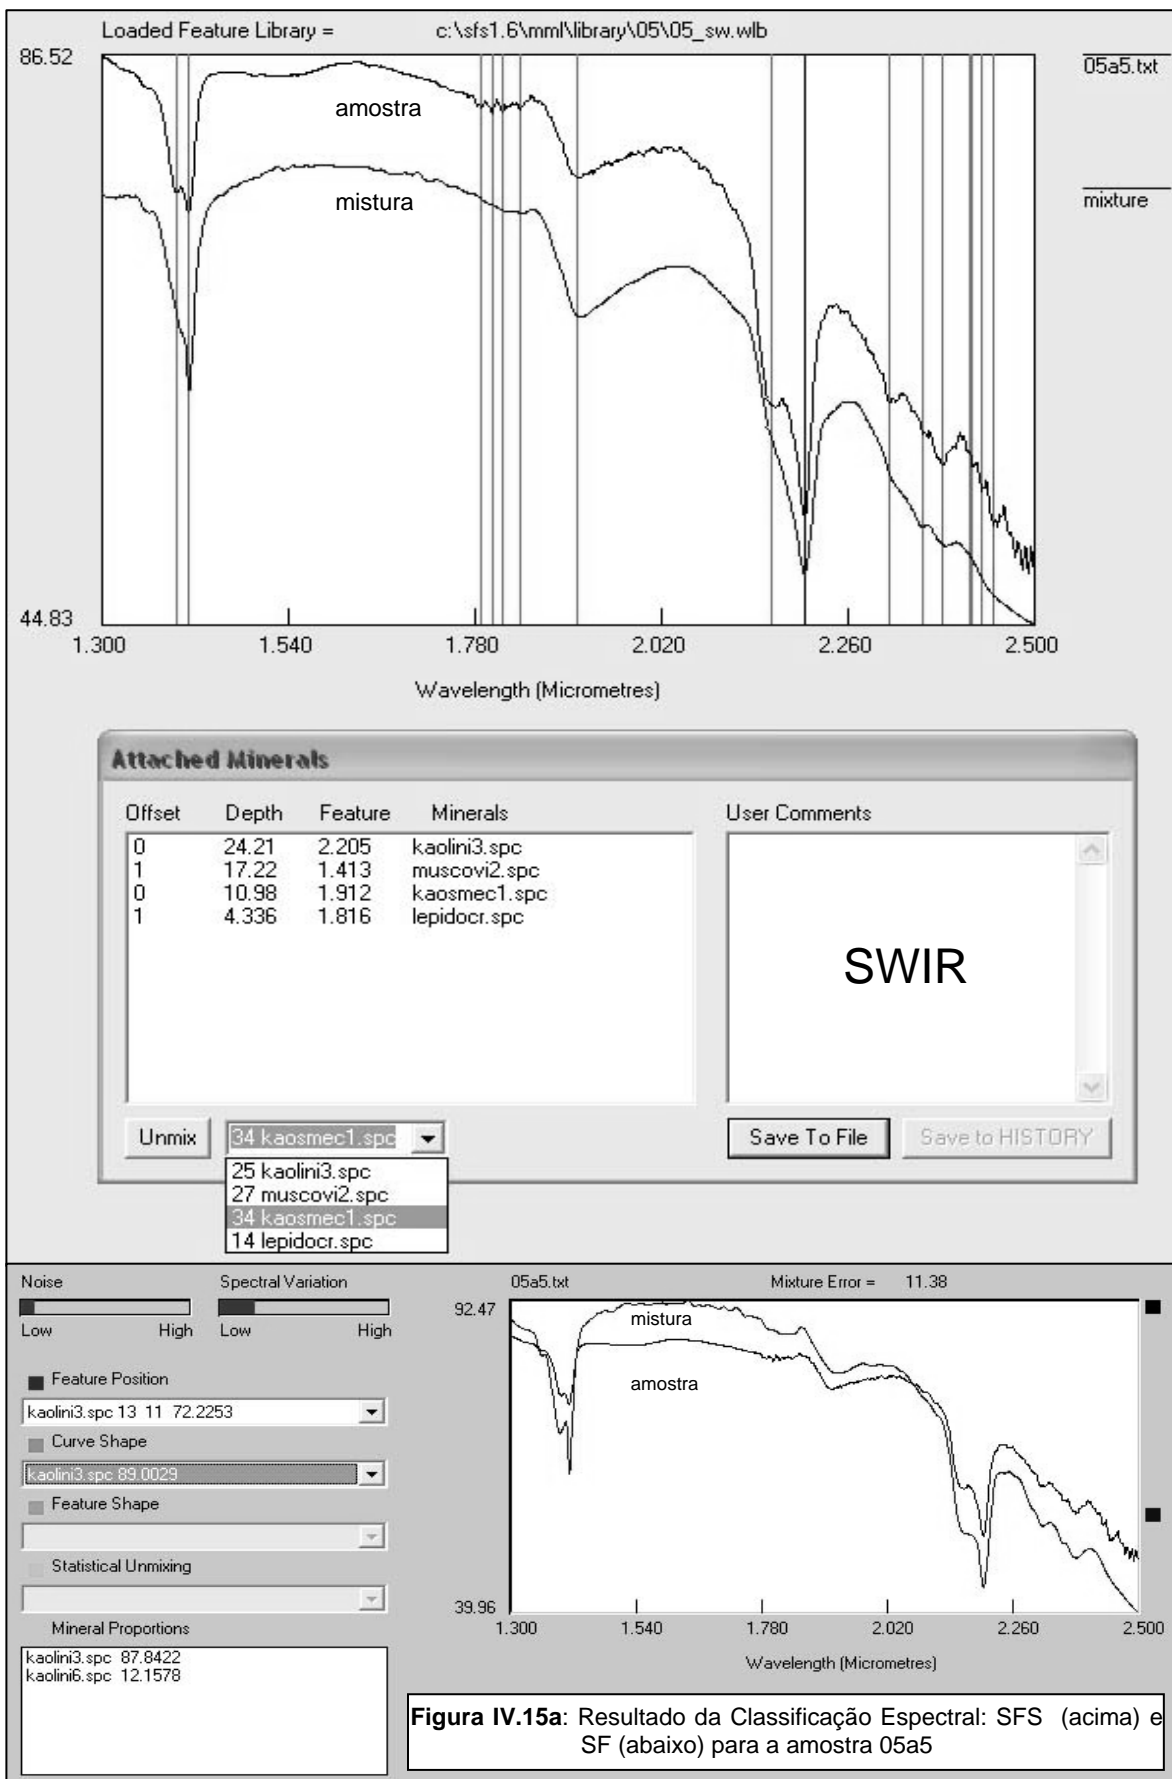 Loaded Feature Library = c:\sfs1.6\mml\library\05\05_sw.wlb
86.52
05a5.txt
amostra
mistura
mixture
44.83
1.300 1.540 1.780 2.020 2.260 2.500
Wavelength (Micrometres)
Attached Minerals
Offset Depth Feature Minerals
0 24.21 2.205 kaolini3.spc
1 17.22 1.413 muscovi2.spc
0 10.98 1.912 kaosmec1.spc
1 4.336 1.816 lepidocr.spc
User Comments
SWIR
Unmix
34 kaosmec1.spc
25 kaolini3.spc
27 muscovi2.spc
34 kaosmec1.spc
14 lepidocr.spc
Save To File
Save to HISTORY
Noise
Low High
Spectral Variation
Low High
Feature Position
kaolini3.spc 13 11 72.2253
Curve Shape
kaolini3.spc 89.0029
Feature Shape
Statistical Unmixing
Mineral Proportions
kaolini3.spc 87.8422
kaolini6.spc 12.1578
05a5.txt Mixture Error = 11.38
92.47
mistura
amostra
39.96
1.300 1.540 1.780 2.020 2.260 2.500
Wavelength (Micrometres)
Figura IV.15a: Resultado da Classificação Espectral: SFS (acima) e
SF (abaixo) para a amostra 05a5